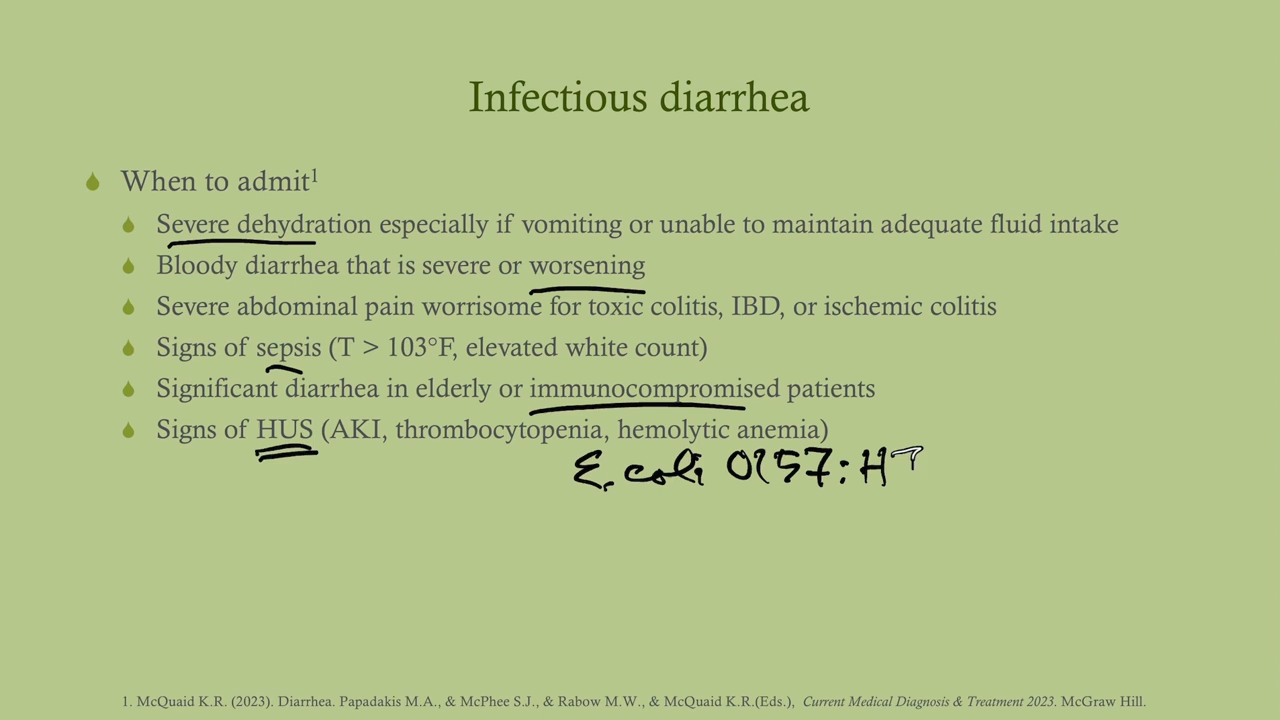 Infectious diarrhea
When to admit¹
Severe dehydration especially if vomiting or unable to maintain adequate fluid intake
Bloody diarrhea that is severe or worsening
Severe abdominal pain worrisome for toxic colitis, IBD, or ischemic colitis
Signs of sepsis (T > 103°F, elevated white count)
Significant diarrhea in elderly or immunocompromised patients
Signs of HUS (AKI, thrombocytopenia, hemolytic anemia)
E. coli O157:H7
1. McQuaid K.R. (2023). Diarrhea. Papadakis M.A., & McPhee S.J., & Rabow M.W., & McQuaid K.R.(Eds.), Current Medical Diagnosis & Treatment 2023. McGraw Hill.